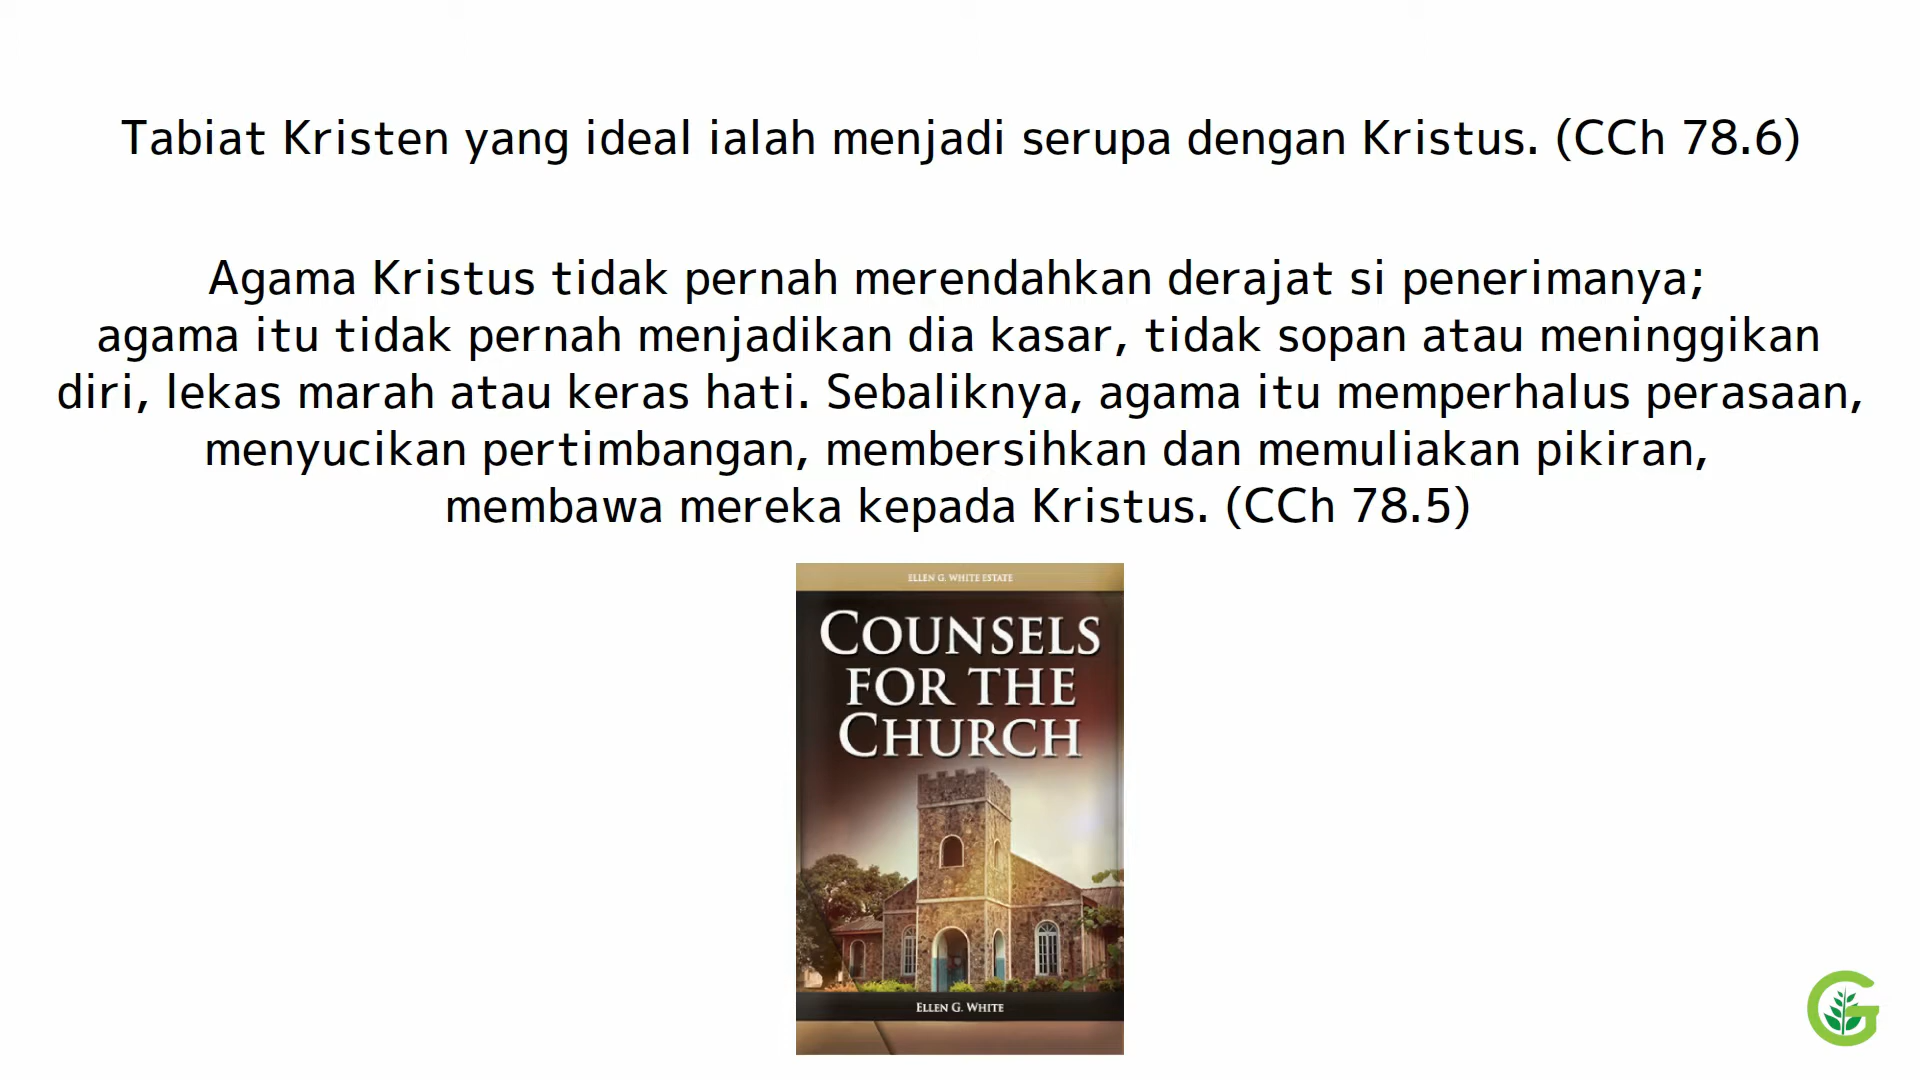 Tabiat Kristen yang ideal ialah menjadi serupa dengan Kristus. (CCh 78.6)
Agama Kristus tidak pernah merendahkan derajat si penerimanya;
agama itu tidak pernah menjadikan dia kasar, tidak sopan atau meninggikan
diri, lekas marah atau keras hati. Sebaliknya, agama itu memperhalus perasaan,
menyucikan pertimbangan, membersihkan dan memuliakan pikiran,
membawa mereka kepada Kristus. (CCh 78.5)
ELLEN G. WHITE ESTATE
COUNSELS
FOR THE
CHURCH
ELLEN G. WHITE
G